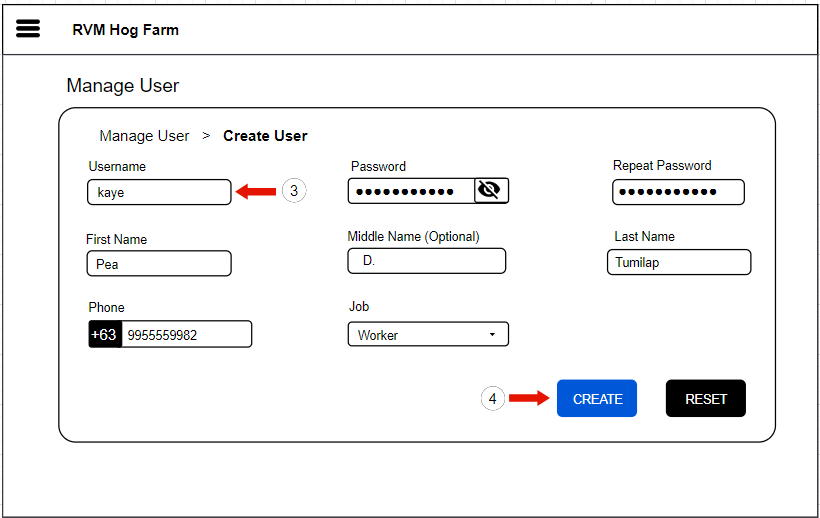 RVM Hog Farm
Manage User
Manage User > Create User
Username Password Repeat Password
kaye ●●●●●●●●●●● ●●●●●●●●●●●
3
First Name Middle Name (Optional) Last Name
Pea D. Tumilap
Phone Job
+63 9955559982 Worker
4 CREATE RESET